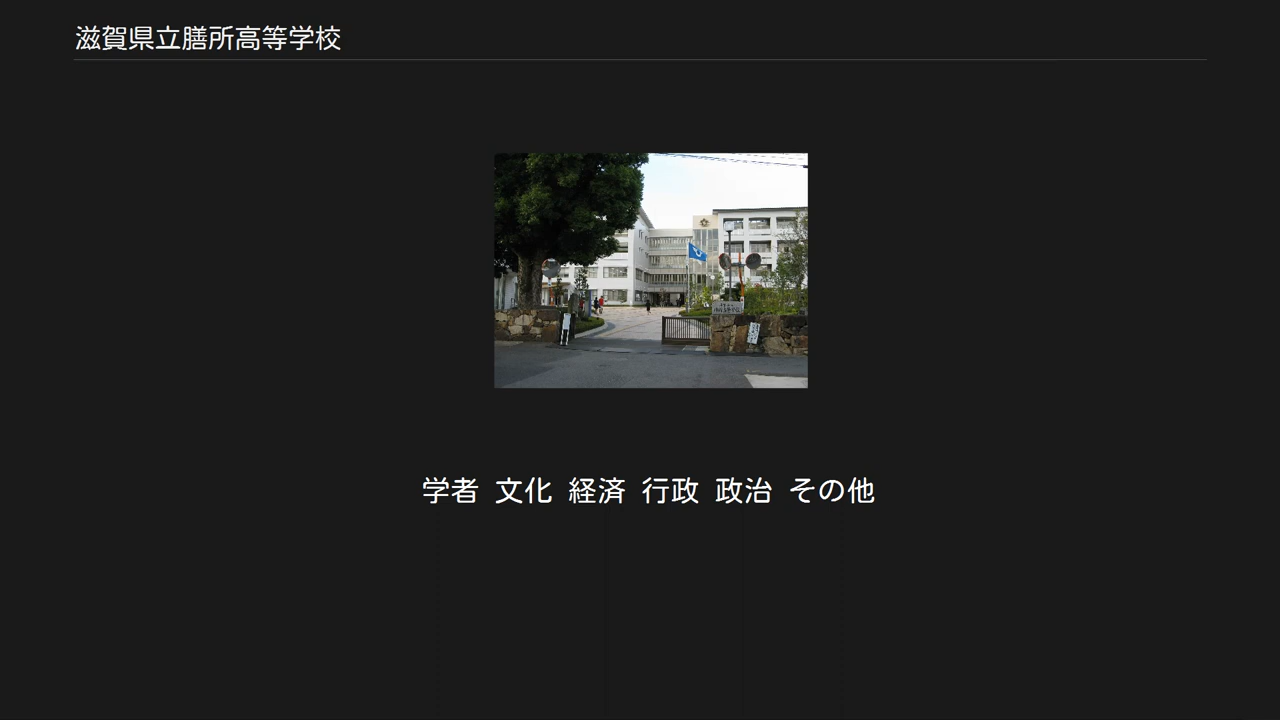 滋賀県立膳所高等学校
学者 文化 経済 行政 政治 その他